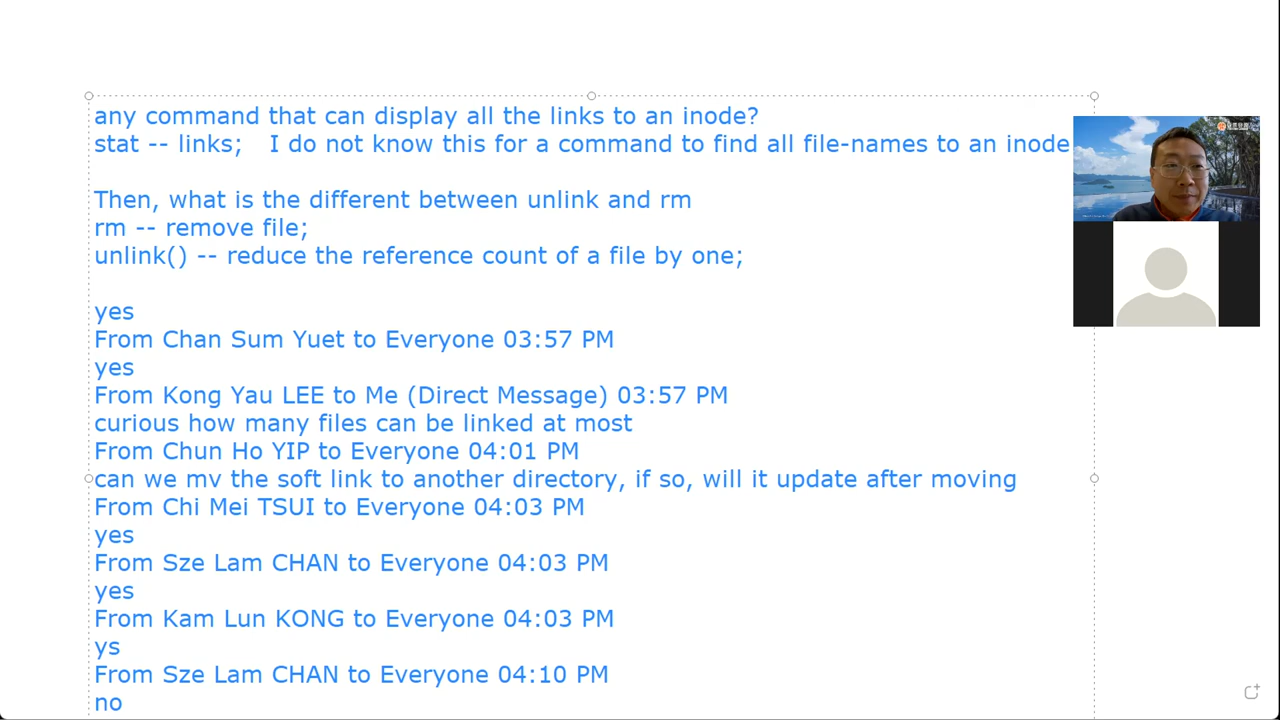 any command that can display all the links to an inode?
stat -- links;   I do not know this for a command to find all file-names to an inode
Then, what is the different between unlink and rm
rm -- remove file;
unlink() -- reduce the reference count of a file by one;
yes
From Chan Sum Yuet to Everyone 03:57 PM
yes
From Kong Yau LEE to Me (Direct Message) 03:57 PM
curious how many files can be linked at most
From Chun Ho YIP to Everyone 04:01 PM
can we mv the soft link to another directory, if so, will it update after moving
From Chi Mei TSUI to Everyone 04:03 PM
yes
From Sze Lam CHAN to Everyone 04:03 PM
yes
From Kam Lun KONG to Everyone 04:03 PM
ys
From Sze Lam CHAN to Everyone 04:10 PM
no